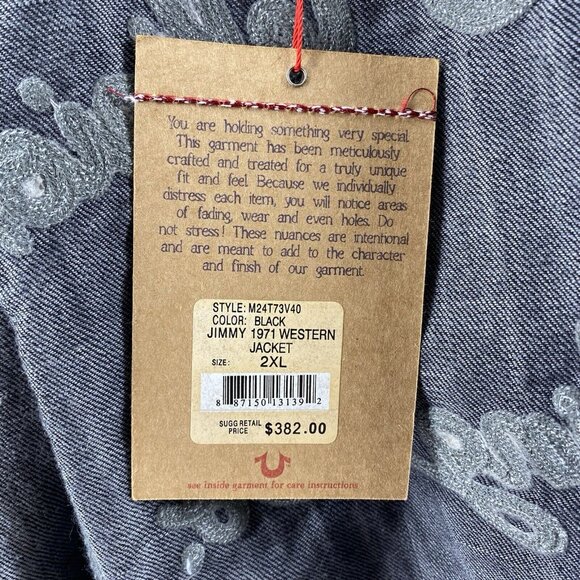 You are holding something very special.
This garment has been meticulously
crafted and treated for a truly unique
fit and feel. Because we individually
distress each item, you will notice areas
of fading, wear and even holes. Do
not stress! These nuances are intentional
and are meant to add to the character
and finish of our garment.
STYLE: M24T73V40
COLOR: BLACK
JIMMY 1971 WESTERN
JACKET
SIZE: 2XL
8 87150 13139 2
SUGG RETAIL
PRICE $382.00
see inside garment for care instructions